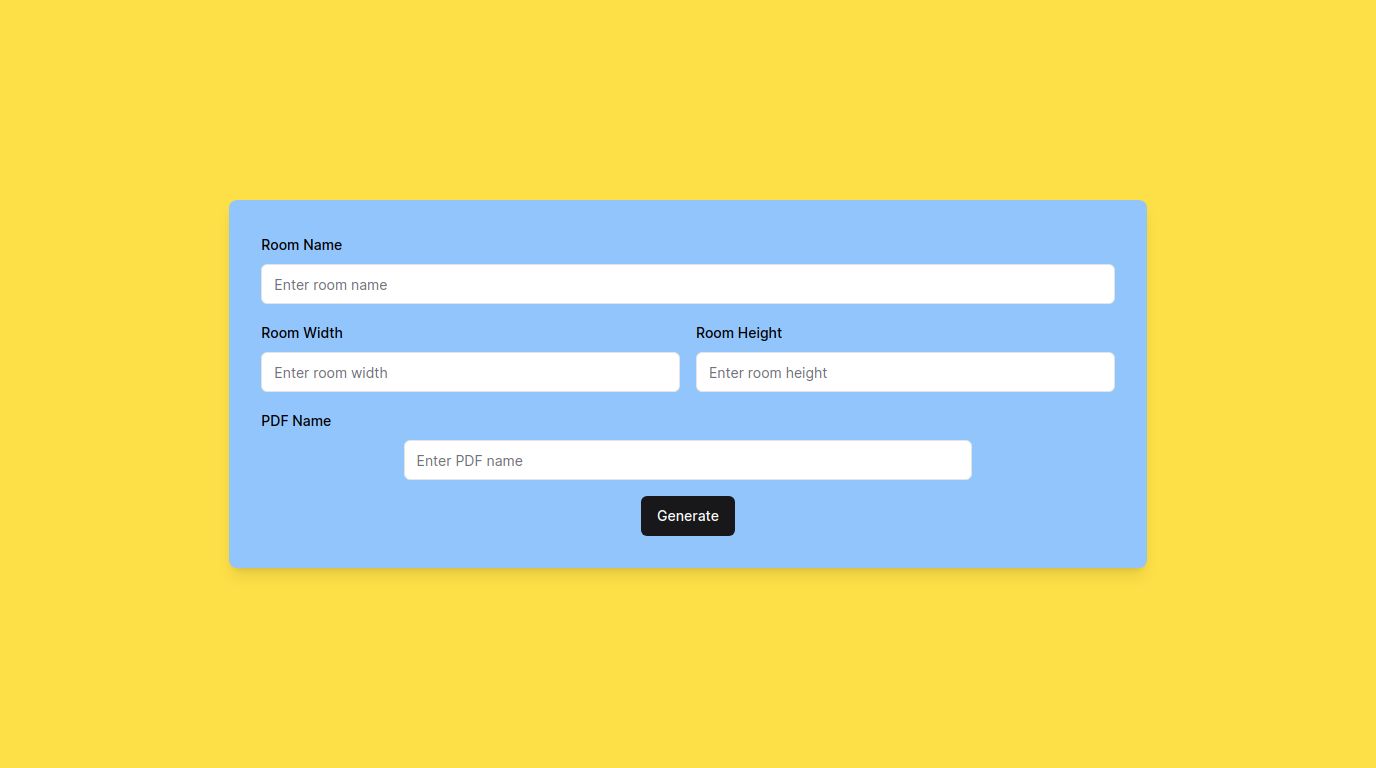 Room Name
Enter room name
Room Width
Room Height
Enter room width
Enter room height
PDF Name
Enter PDF name
Generate